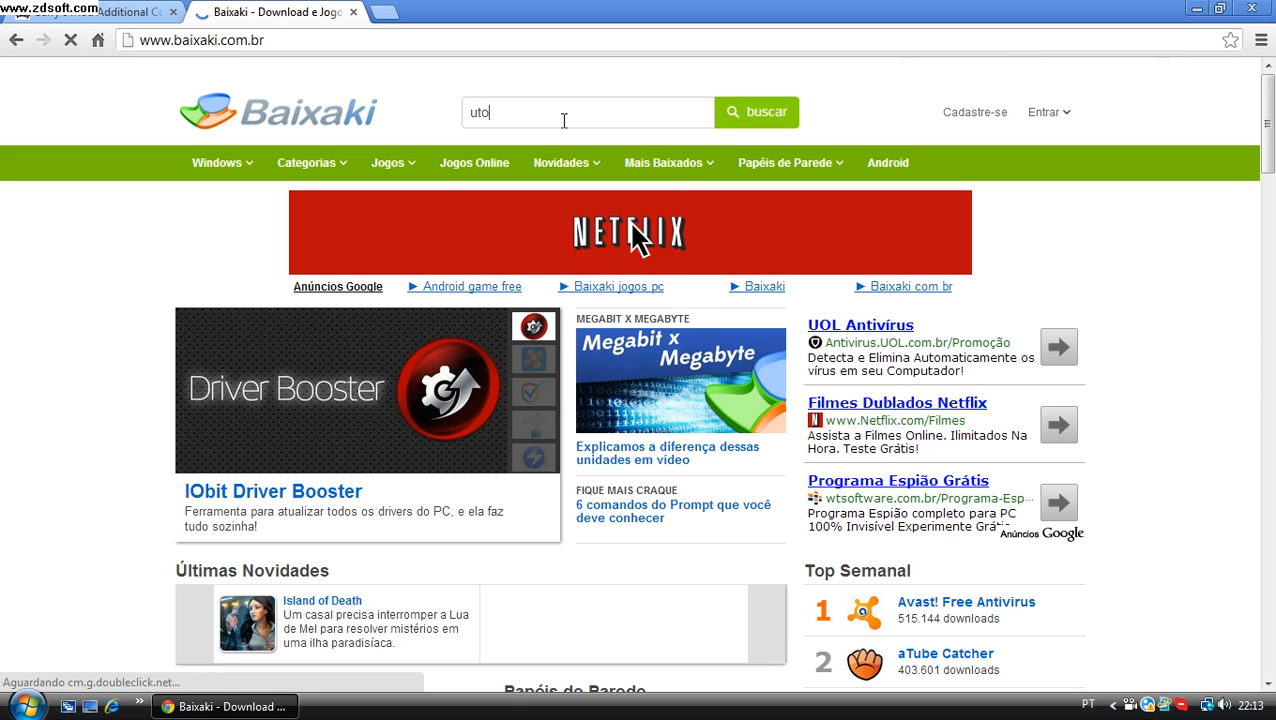 www.zdsoft.com
Additional Co
Baixaki - Download e Jogo
www.baixaki.com.br
Baixaki
uto
buscar
Cadastre-se
Entrar
Windows
Categorias
Jogos
Jogos Online
Novidades
Mais Baixados
Papéis de Parede
Android
NETFLIX
Anúncios Google
Android game free
Baixaki jogos pc
Baixaki
Baixaki com br
Driver Booster
IObit Driver Booster
Ferramenta para atualizar todos os drivers do PC, e ela faz
tudo sozinha!
MEGABIT X MEGABYTE
Megabit x
Megabyte
Explicamos a diferença dessas
unidades em vídeo
FIQUE MAIS CRAQUE
6 comandos do Prompt que você
deve conhecer
UOL Antivírus
Antivirus.UOL.com.br/Promoção
Detecta e Elimina Automaticamente os
vírus em seu Computador!
Filmes Dublados Netflix
www.Netflix.com/Filmes
Assista a Filmes Online. Ilimitados Na
Hora. Teste Grátis!
Programa Espião Grátis
wtsoftware.com.br/Programa-Esp...
Programa Espião completo para PC
100% Invisível Experimente Grátis
Anúncios Google
Últimas Novidades
Island of Death
Um casal precisa interromper a Lua
de Mel para resolver mistérios em
uma ilha paradisíaca.
Top Semanal
1
Avast! Free Antivirus
515.144 downloads
2
aTube Catcher
403.601 downloads
Papéis de Parede
Aguardando cm.g.doubleclick.net...
Baixaki - Download ...
PT
22:13